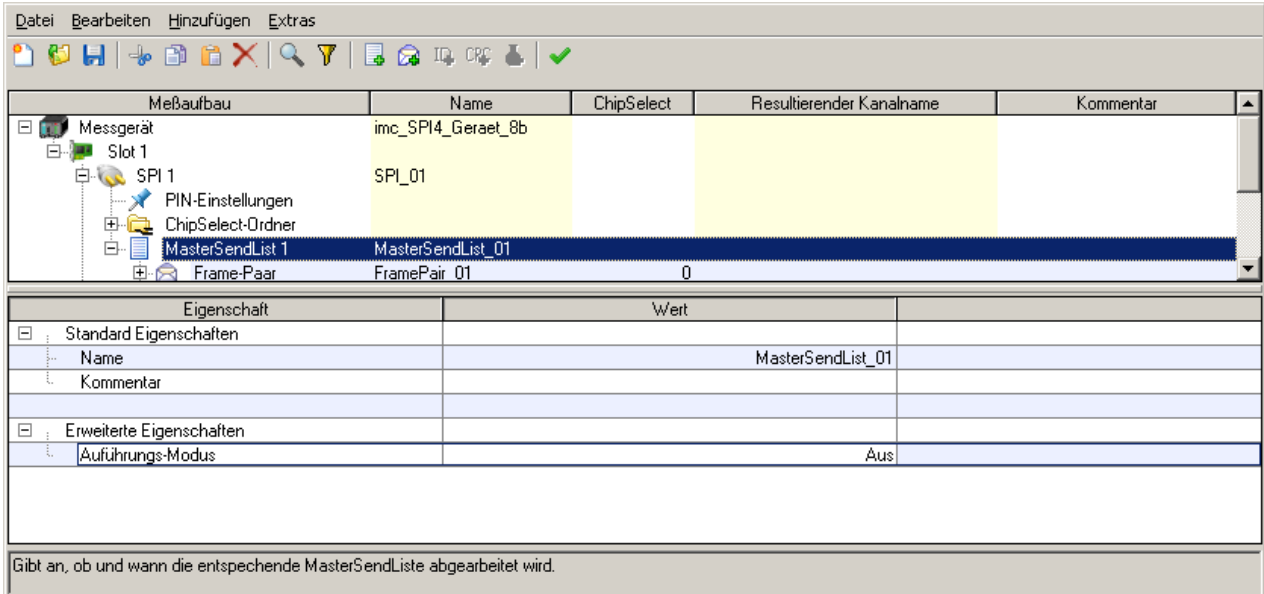 Datei Bearbeiten Hinzufügen Extras
Meßaufbau Name ChipSelect Resultierender Kanalname Kommentar
Messgerät imc_SPI4_Geraet_8b
Slot 1
SPI 1 SPI_01
PIN-Einstellungen
ChipSelect-Ordner
MasterSendList 1 MasterSendList_01
Frame-Paar FramePair_01 0
Eigenschaft Wert
Standard Eigenschaften
Name MasterSendList_01
Kommentar
Erweiterte Eigenschaften
Auführungs-Modus Aus
Gibt an, ob und wann die entspechende MasterSendListe abgearbeitet wird.